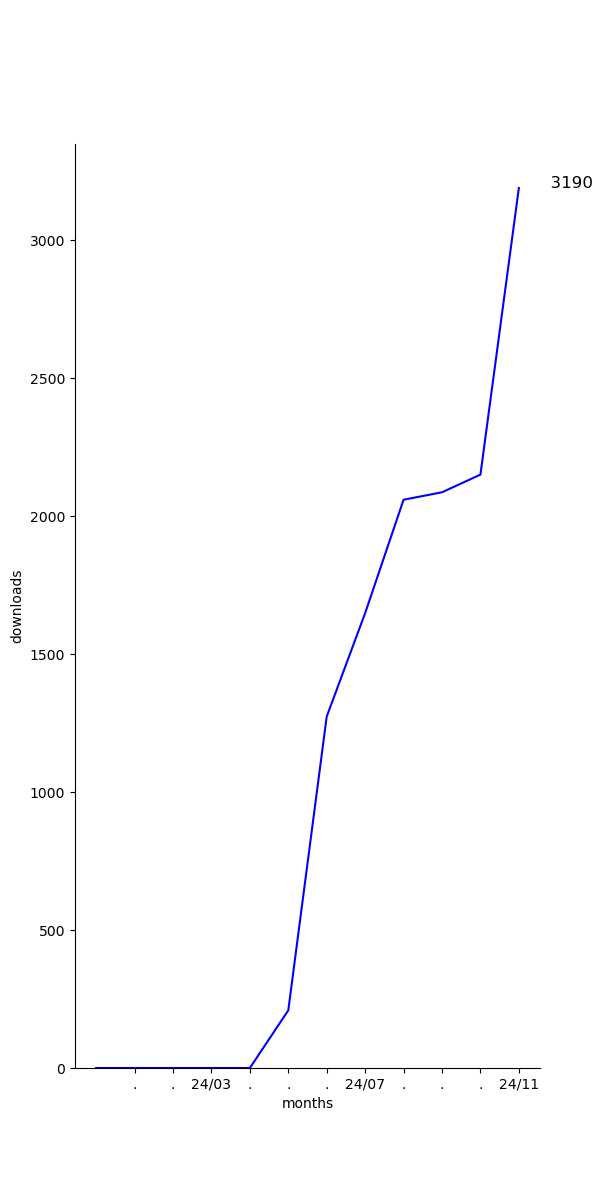 3190
3000
2500
2000
1500
1000
500
0
downloads
. . 24/03 . . . 24/07 . . . 24/11
months